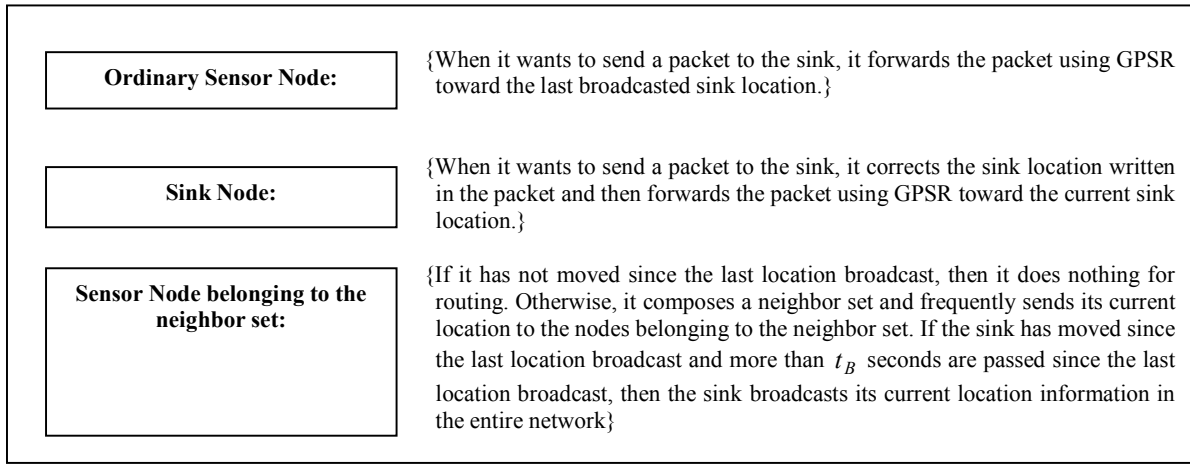 Ordinary Sensor Node:
{When it wants to send a packet to the sink, it forwards the packet using GPSR
toward the last broadcasted sink location.}
Sink Node:
{When it wants to send a packet to the sink, it corrects the sink location written
in the packet and then forwards the packet using GPSR toward the current sink
location.}
Sensor Node belonging to the
neighbor set:
{If it has not moved since the last location broadcast, then it does nothing for
routing. Otherwise, it composes a neighbor set and frequently sends its current
location to the nodes belonging to the neighbor set. If the sink has moved since
the last location broadcast and more than t_B seconds are passed since the last
location broadcast, then the sink broadcasts its current location information in
the entire network}